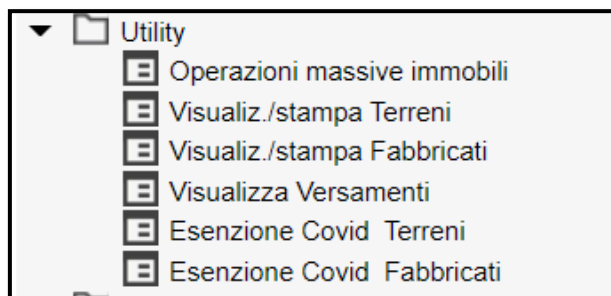 Utility
Operazioni massive immobili
Visualiz./stampa Terreni
Visualiz./stampa Fabbricati
Visualizza Versamenti
Esenzione Covid  Terreni
Esenzione Covid  Fabbricati